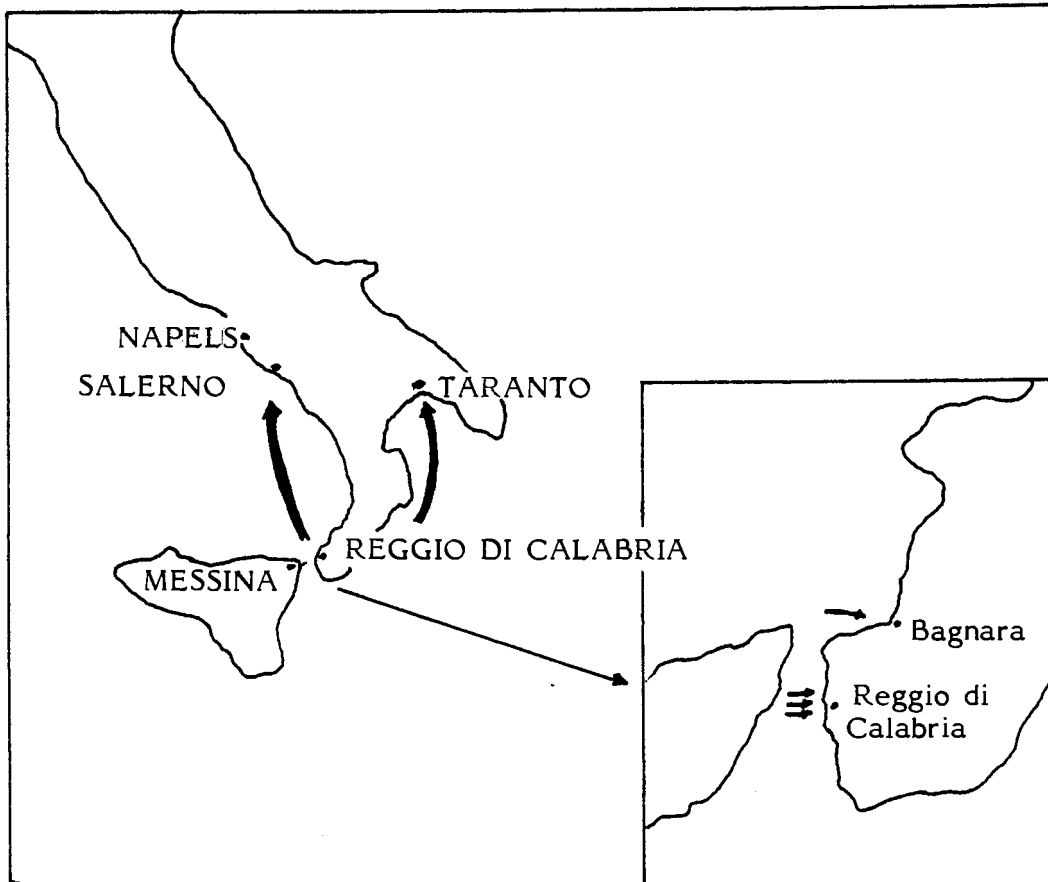 NAPELS
SALERNO
TARANTO
REGGIO DI CALABRIA
MESSINA
Bagnara
Reggio di
Calabria